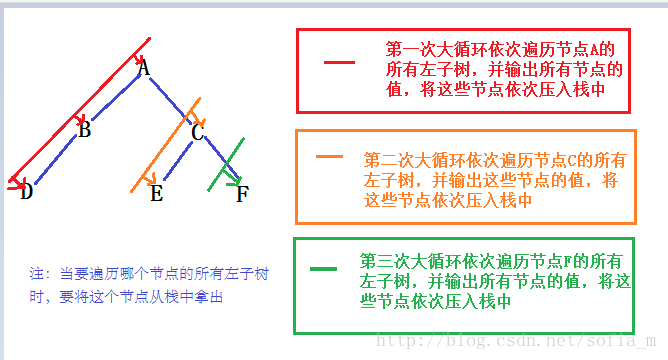 A
B
C
D
E
F
第一次大循环依次遍历节点A的
所有左子树,并输出所有节点的
值,将这些节点依次压入栈中
第二次大循环依次遍历节点C的所有
左子树,并输出这些节点的值,将
这些节点依次压入栈中
第三次大循环依次遍历节点F的所有
左子树,并输出所有节点的值,将这
些节点依次压入栈中
注:当要遍历哪个节点的所有左子树
时,要将这个节点从栈中拿出
http://blog.csdn.net/sofia_m